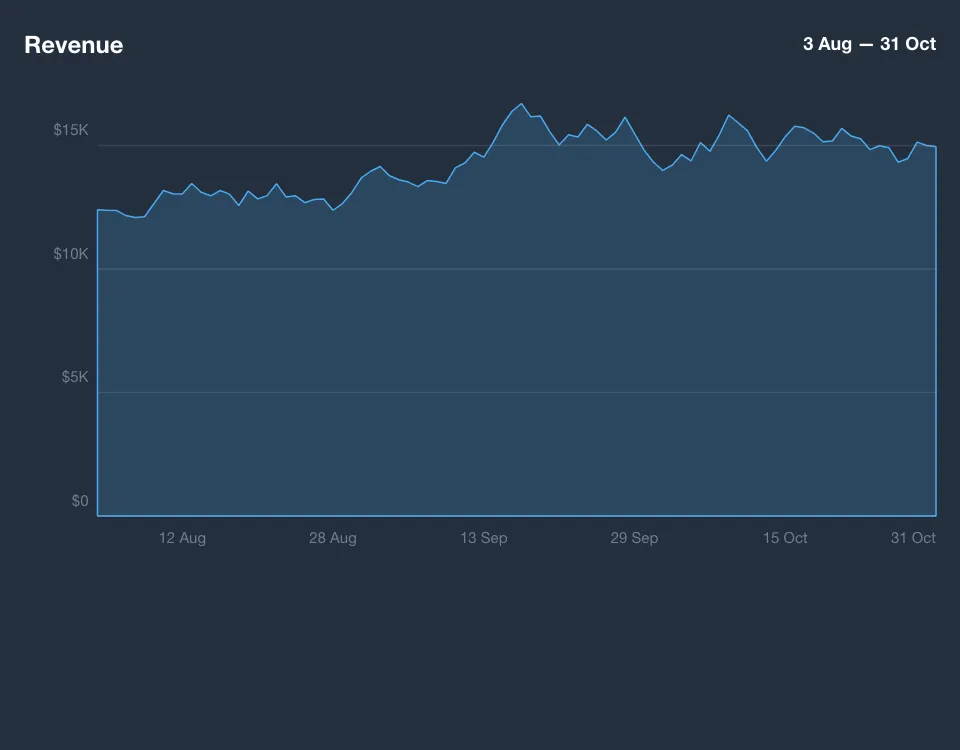 Revenue
3 Aug — 31 Oct
$15K
$10K
$5K
$0
12 Aug
28 Aug
13 Sep
29 Sep
15 Oct
31 Oct